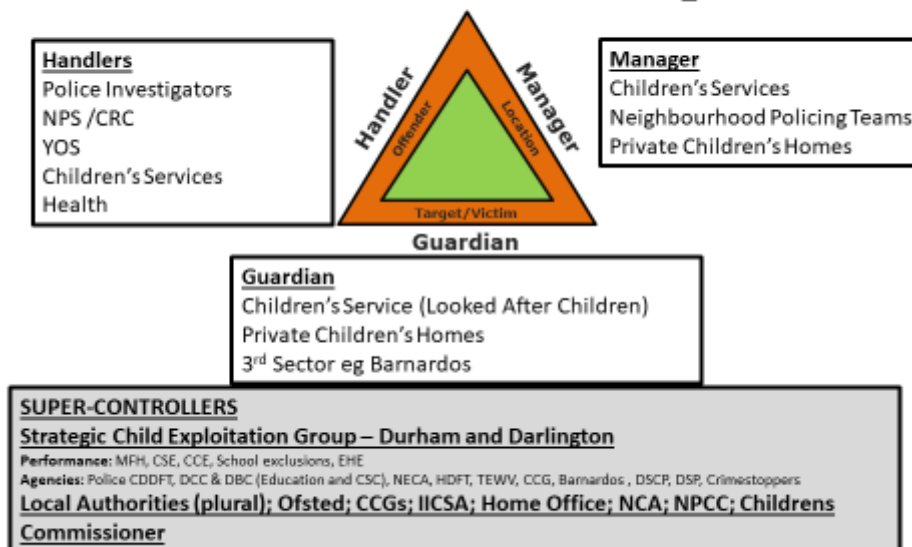 Handlers
Police Investigators
NPS /CRC
YOS
Children's Services
Health
Handler
Manager
Offender
Location
Target/Victim
Guardian
Manager
Children's Services
Neighbourhood Policing Teams
Private Children's Homes
Guardian
Children's Service (Looked After Children)
Private Children's Homes
3rd Sector eg Barnardos
SUPER-CONTROLLERS
Strategic Child Exploitation Group – Durham and Darlington
Performance: MFH, CSE, CCE, School exclusions, EHE
Agencies: Police CDDFT, DCC & DBC (Education and CSC), NECA, HDFT, TEWV, CCG, Barnardos , DSCP, DSP, Crimestoppers
Local Authorities (plural); Ofsted; CCGs; IICSA; Home Office; NCA; NPCC; Childrens
Commissioner